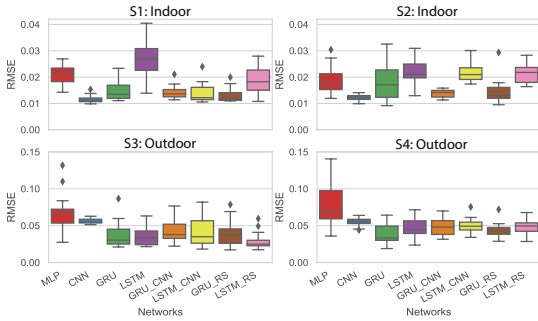 S1: Indoor
S2: Indoor
RMSE
0.04
0.03
0.02
0.01
0.00
RMSE
0.04
0.03
0.02
0.01
0.00
S3: Outdoor
S4: Outdoor
RMSE
0.15
0.10
0.05
0.00
RMSE
0.15
0.10
0.05
0.00
MLP
CNN
GRU
LSTM
GRU_CNN
LSTM_CNN
GRU_RS
LSTM_RS
MLP
CNN
GRU
LSTM
GRU_CNN
LSTM_CNN
GRU_RS
LSTM_RS
Networks
Networks